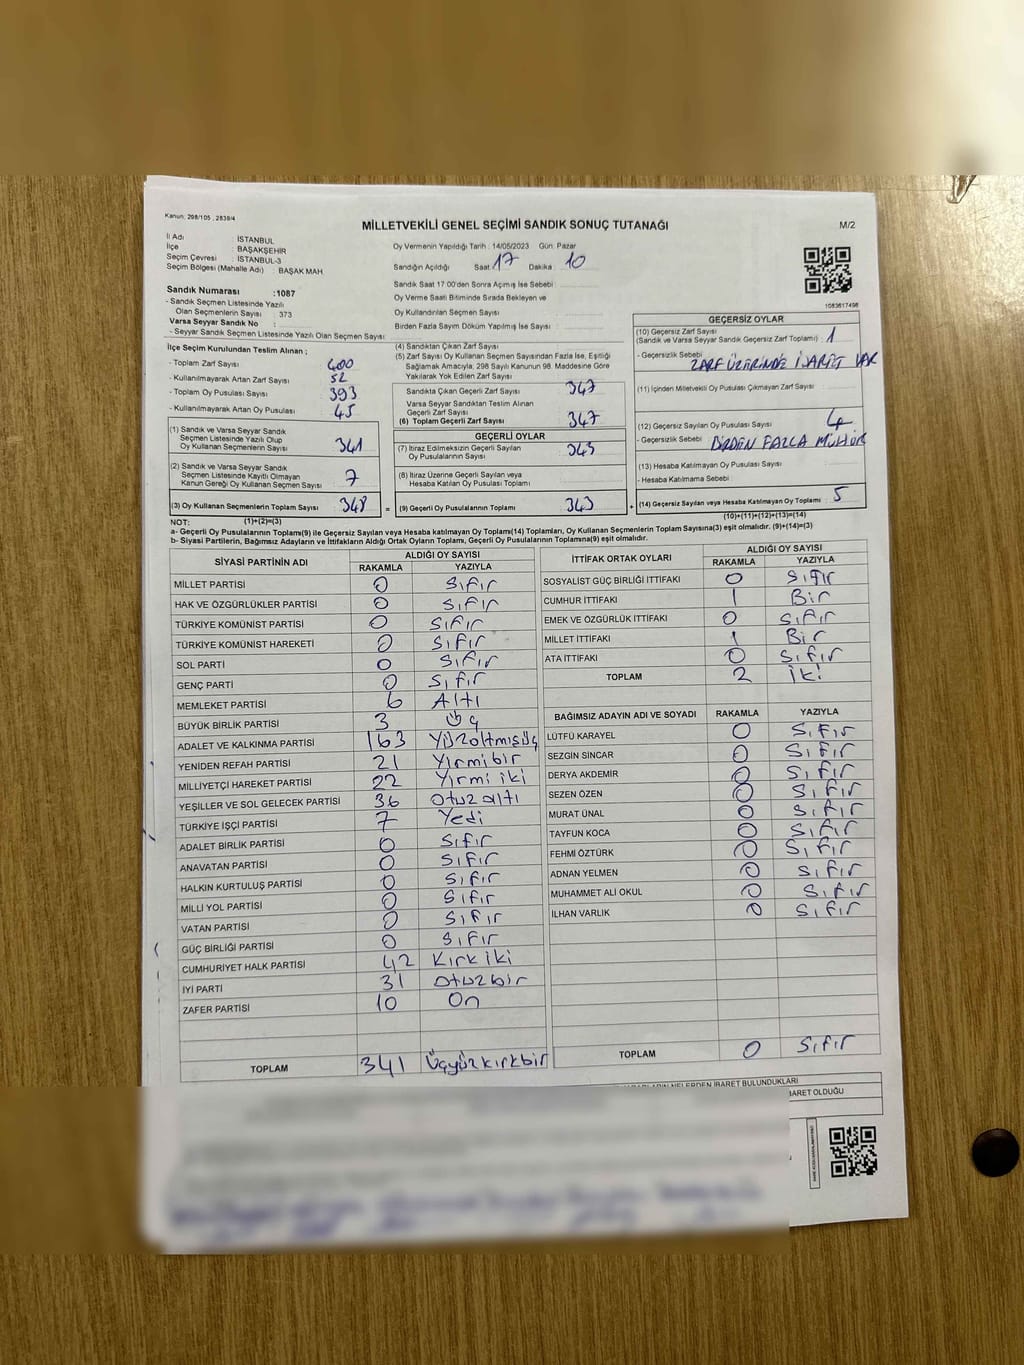 Kanun, 298/105 , 2839/4
MİLLETVEKİLİ GENEL SEÇİMİ SANDIK SONUÇ TUTANAĞI
M/2
İl Adı : İSTANBUL
İlçe : BAŞAKŞEHİR
Seçim Çevresi : İSTANBUL-3
Seçim Bölgesi (Mahalle Adı) : BAŞAK MAH.
Sandık Numarası :1087
- Sandık Seçmen Listesinde Yazılı
Olan Seçmenlerin Sayısı : 373
Varsa Seyyar Sandık No :
- Seyyar Sandık Seçmen Listesinde Yazılı Olan Seçmen Sayısı:
Oy Vermenin Yapıldığı Tarih : 14/05/2023 Gün: Pazar
Sandığın Açıldığı Saat : 17 Dakika : 10
Sandık Saat 17 00'den Sonra Açımış İse Sebebi :
Oy Verme Saati Bitiminde Sırada Bekleyen ve
Oy Kullandırılan Seçmen Sayısı :
Birden Fazla Sayım Döküm Yapılmış İse Sayısı :
1083617498
İlçe Seçim Kurulundan Teslim Alınan ;
- Toplam Zarf Sayısı : 400
- Kullanılmayarak Artan Zarf Sayısı : 52
- Toplam Oy Pusulası Sayısı : 393
- Kullanılmayarak Artan Oy Pusulası : 45
(1) Sandık ve Varsa Seyyar Sandık
Seçmen Listesinde Yazılı Olup
Oy Kullanan Seçmenlerin Sayısı : 341
(2) Sandık ve Varsa Seyyar Sandık
Seçmen Listesinde Kayıtlı Olmayan
Kanun Gereği Oy Kullanan Seçmen Sayısı : 7
(3) Oy Kullanan Seçmenlerin Toplam Sayısı : 348
(1)+(2)=(3)
(4) Sandıktan Çıkan Zarf Sayısı :
(5) Zarf Sayısı Oy Kullanan Seçmen Sayısından Fazla İse, Eşitliği
Sağlamak Amacıyla, 298 Sayılı Kanunun 98. Maddesine Göre
Yakılarak Yok Edilen Zarf Sayısı :
Sandıkta Çıkan Geçerli Zarf Sayısı : 347
Varsa Seyyar Sandıktan Teslim Alınan
Geçerli Zarf Sayısı :
(6) Toplam Geçerli Zarf Sayısı : 347
GEÇERLİ OYLAR
(7) İtiraz Edilmeksizin Geçerli Sayılan
Oy Pusulalarının Sayısı : 343
(8) İtiraz Üzerine Geçerli Sayılan veya
Hesaba Katılan Oy Pusulaları Toplamı :
= (9) Geçerli Oy Pusulalarının Toplamı : 343
GEÇERSİZ OYLAR
(10) Geçersiz Zarf Sayısı
(Sandık ve Varsa Seyyar Sandık Geçersiz Zarf Toplamı) : 1
- Geçersizlik Sebebi : ZARF ÜZERİNDE İŞARET VAR
(11) İçinden Milletvekili Oy Pusulası Çıkmayan Zarf Sayısı :
(12) Geçersiz Sayılan Oy Pusulası Sayısı : 4
- Geçersizlik Sebebi : BİRDEN FAZLA MÜHÜR
(13) Hesaba Katılmayan Oy Pusulası Sayısı :
- Hesaba Katılmama Sebebi :
+ (14) Geçersiz Sayılan veya Hesaba Katılmayan Oy Toplamı : 5
(10)+(11)+(12)+(13)=(14)
NOT:
a- Geçerli Oy Pusulalarının Toplamı(9) ile Geçersiz Sayılan veya Hesaba katılmayan Oy Toplam(14) Toplamları, Oy Kullanan Seçmenlerin Toplam Sayısına(3) eşit olmalıdır. (9)+(14)=(3)
b- Siyasi Partilerin, Bağımsız Adayların ve İttifakların Aldığı Ortak Oyların Toplamı, Geçerli Oy Pusulalarının Toplamına(9) eşit olmalıdır.
SİYASİ PARTİNİN ADI ALDIĞI OY SAYISI
RAKAMLA YAZIYLA
MİLLET PARTİSİ 0 Sıfır
HAK VE ÖZGÜRLÜKLER PARTİSİ 0 Sıfır
TÜRKİYE KOMÜNİST PARTİSİ 0 Sıfır
TÜRKİYE KOMÜNİST HAREKETİ 0 Sıfır
SOL PARTİ 0 Sıfır
GENÇ PARTİ 0 Sıfır
MEMLEKET PARTİSİ 6 Altı
BÜYÜK BİRLİK PARTİSİ 3 Üç
ADALET VE KALKINMA PARTİSİ 163 Yüzaltmışüç
YENİDEN REFAH PARTİSİ 21 Yirmibir
MİLLİYETÇİ HAREKET PARTİSİ 22 Yirmi iki
YEŞİLLER VE SOL GELECEK PARTİSİ 36 Otuz altı
TÜRKİYE İŞÇİ PARTİSİ 7 Yedi
ADALET BİRLİK PARTİSİ 0 Sıfır
ANAVATAN PARTİSİ 0 Sıfır
HALKIN KURTULUŞ PARTİSİ 0 Sıfır
MİLLİ YOL PARTİSİ 0 Sıfır
VATAN PARTİSİ 0 Sıfır
GÜÇ BİRLİĞİ PARTİSİ 0 Sıfır
CUMHURİYET HALK PARTİSİ 42 Kırk iki
İYİ PARTİ 31 Otuzbir
ZAFER PARTİSİ 10 On
TOPLAM 341 Üçyüzkırkbir
İTTİFAK ORTAK OYLARI ALDIĞI OY SAYISI
RAKAMLA YAZIYLA
SOSYALİST GÜÇ BİRLİĞİ İTTİFAKI 0 Sıfır
CUMHUR İTTİFAKI 1 Bir
EMEK VE ÖZGÜRLÜK İTTİFAKI 0 Sıfır
MİLLET İTTİFAKI 1 Bir
ATA İTTİFAKI 0 Sıfır
TOPLAM 2 İki
BAĞIMSIZ ADAYIN ADI VE SOYADI RAKAMLA YAZIYLA
LÜTFÜ KARAYEL 0 Sıfır
SEZGİN SİNCAR 0 Sıfır
DERYA AKDEMİR 0 Sıfır
SEZEN ÖZEN 0 Sıfır
MURAT ÜNAL 0 Sıfır
TAYFUN KOCA 0 Sıfır
FEHMİ ÖZTÜRK 0 Sıfır
ADNAN YELMEN 0 Sıfır
MUHAMMET ALİ OKUL 0 Sıfır
İLHAN VARLIK 0 Sıfır
TOPLAM 0 Sıfır
NELERDEN İBARET BULUNDUKLARI
İBARET OLDUĞU